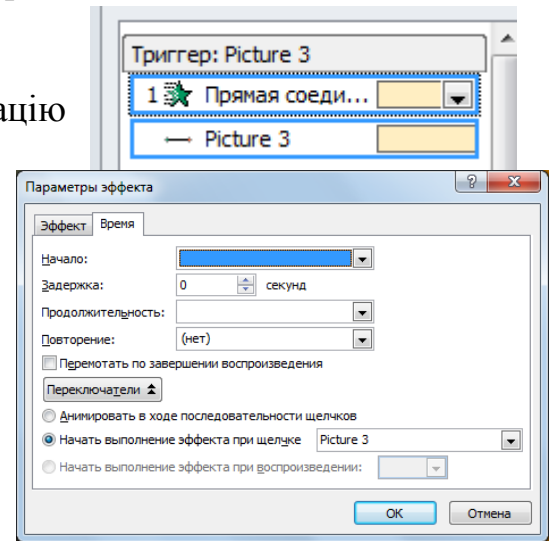 Триггер: Picture 3
1 Прямая соеди...
ацію
Picture 3
Параметры эффекта
Эффект Время
Начало:
Задержка: 0 секунд
Продолжительность:
Повторение: (нет)
Перемотать по завершении воспроизведения
Переключатели
Анимировать в ходе последовательности щелчков
Начать выполнение эффекта при щелчке Picture 3
Начать выполнение эффекта при воспроизведении:
ОК Отмена